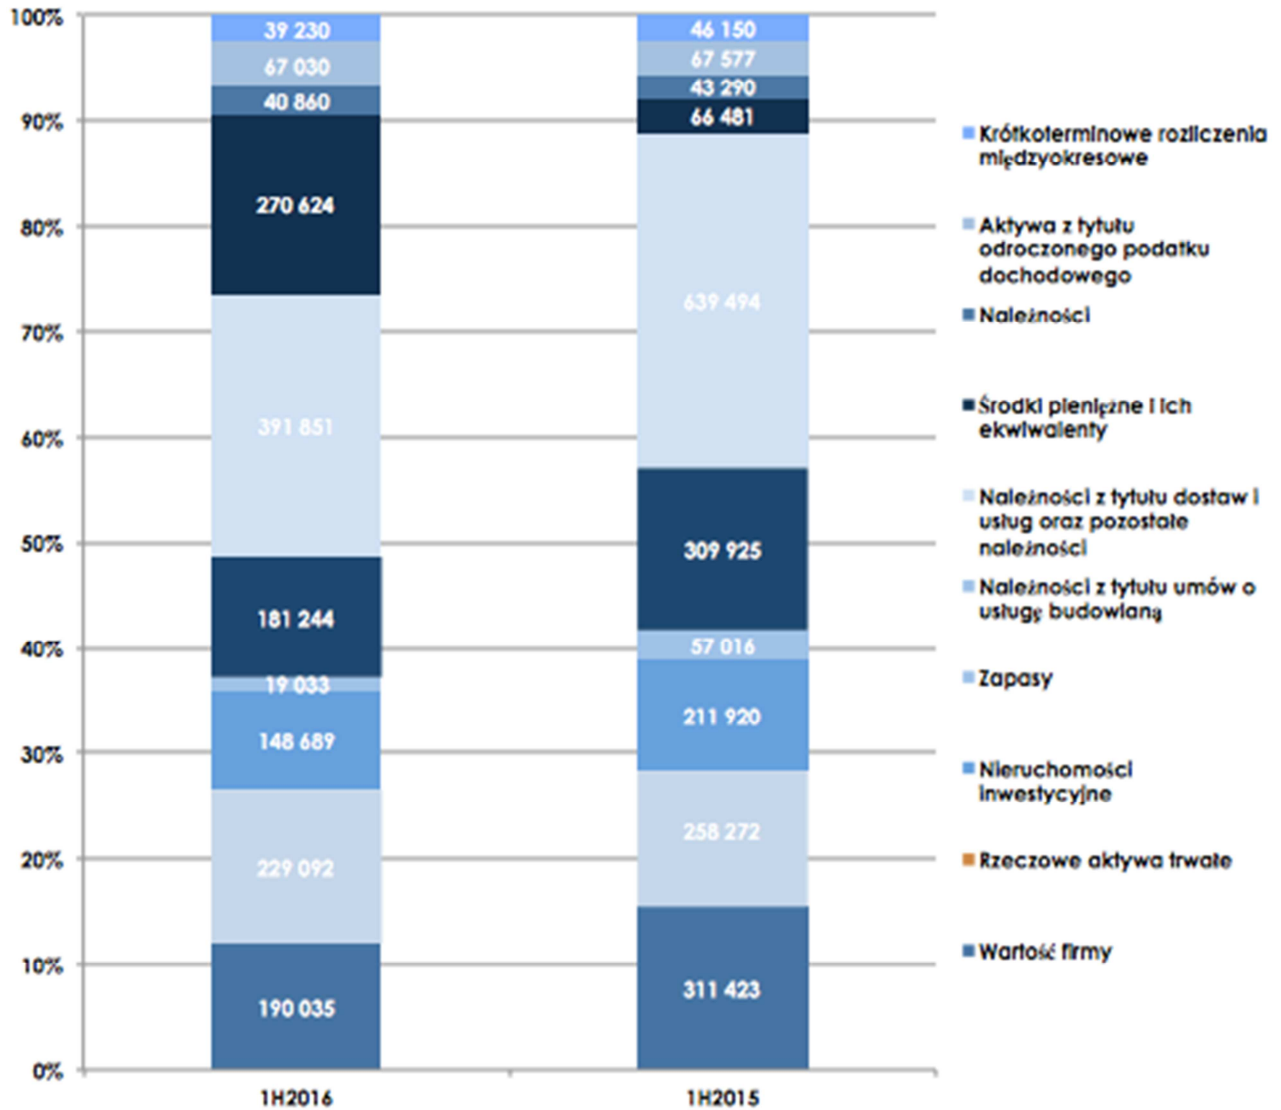 100%
90%
80%
70%
60%
50%
40%
30%
20%
10%
0%
39 230
67 030
40 860
270 624
391 851
181 244
19 033
148 689
229 092
190 035
1H2016
46 150
67 577
43 290
66 481
639 494
309 925
57 016
211 920
258 272
311 423
1H2015
Krótkoterminowe rozliczenia
międzyokresowe
Aktywa z tytułu
odroczonego podatku
dochodowego
Należności
Środki pieniężne i ich
ekwiwalenty
Należności z tytułu dostaw i
usług oraz pozostałe
należności
Należności z tytułu umów o
usługę budowlaną
Zapasy
Nieruchomości
inwestycyjne
Rzeczowe aktywa trwałe
Wartość firmy